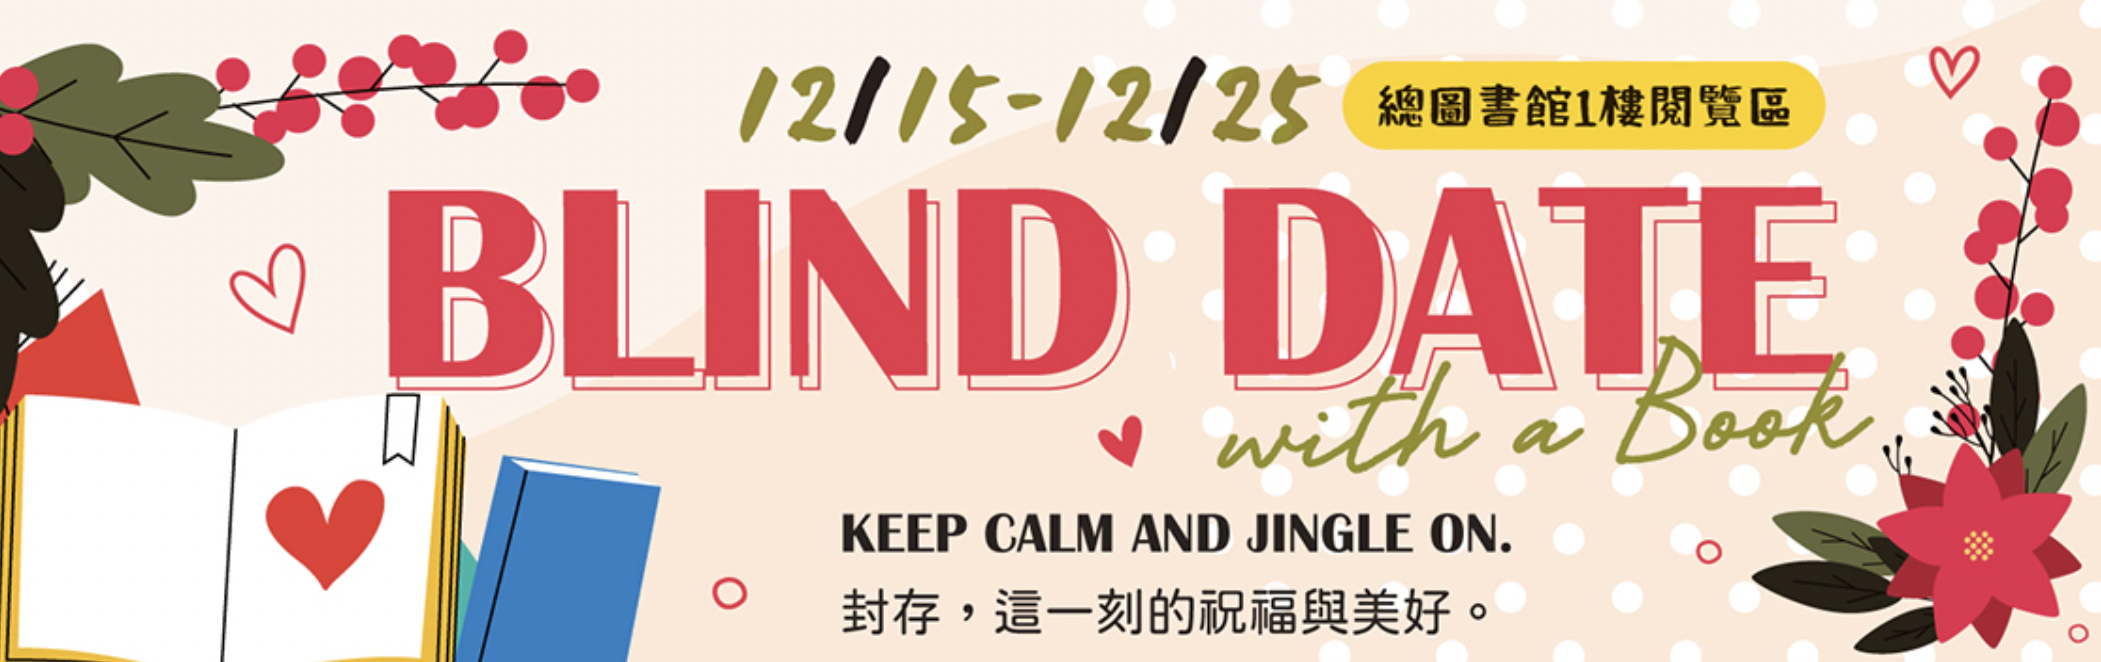 12/15-12/25 總圖書館1樓閱覽區
BLIND DATE
with a Book
KEEP CALM AND JINGLE ON.
封存，這一刻的祝福與美好。